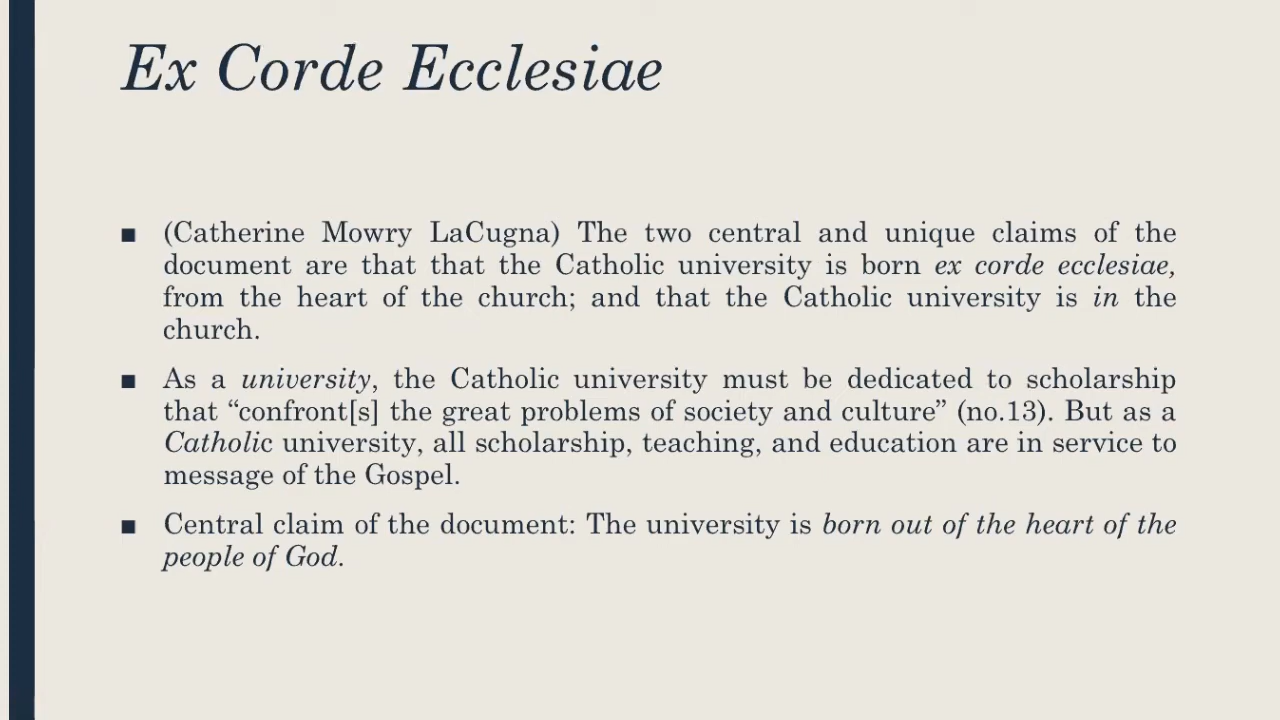 Ex Corde Ecclesiae
■ (Catherine Mowry LaCugna) The two central and unique claims of the
document are that that the Catholic university is born ex corde ecclesiae,
from the heart of the church; and that the Catholic university is in the
church.
■ As a university, the Catholic university must be dedicated to scholarship
that “confront[s] the great problems of society and culture” (no.13). But as a
Catholic university, all scholarship, teaching, and education are in service to
message of the Gospel.
■ Central claim of the document: The university is born out of the heart of the
people of God.